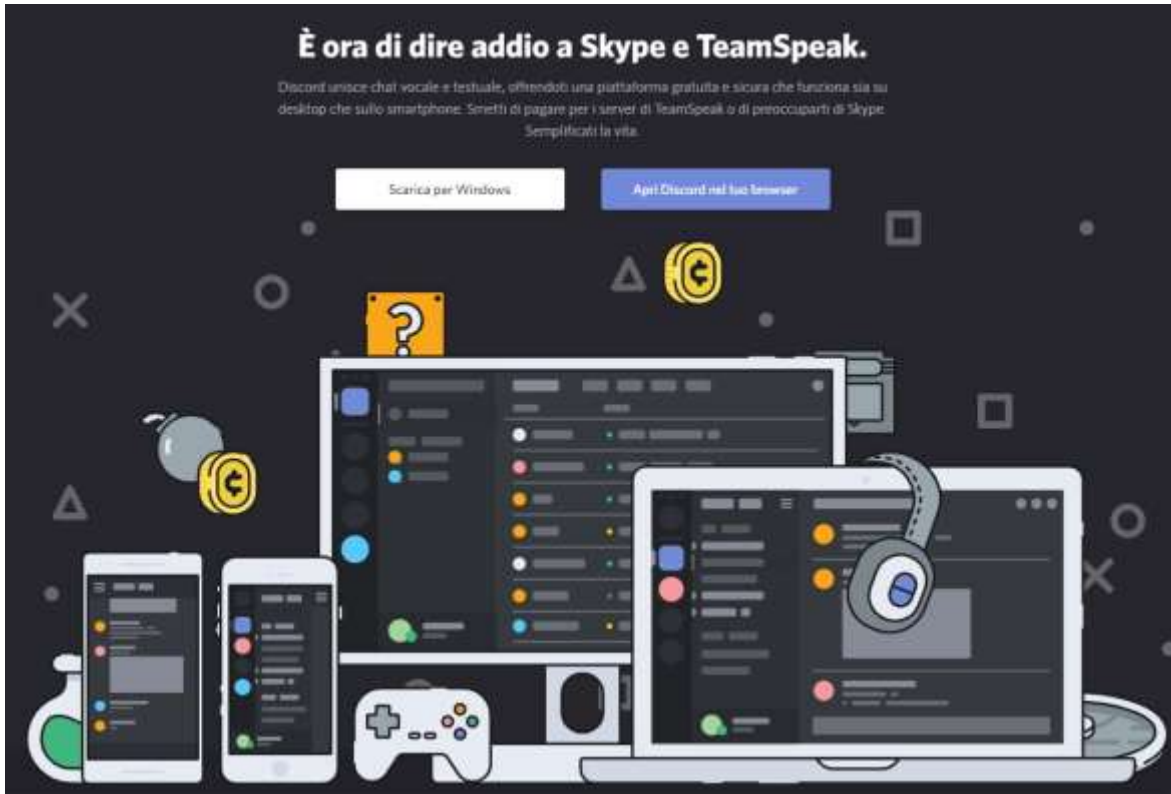 È ora di dire addio a Skype e TeamSpeak.
Discord unisce chat vocale e testuale, offrendoti una piattaforma gratuita e sicura che funziona sia su
desktop che sullo smartphone. Smetti di pagare per i server di TeamSpeak o di preoccuparti di Skype.
Semplificati la vita.
Scarica per Windows
Apri Discord nel tuo browser
?
¢
¢